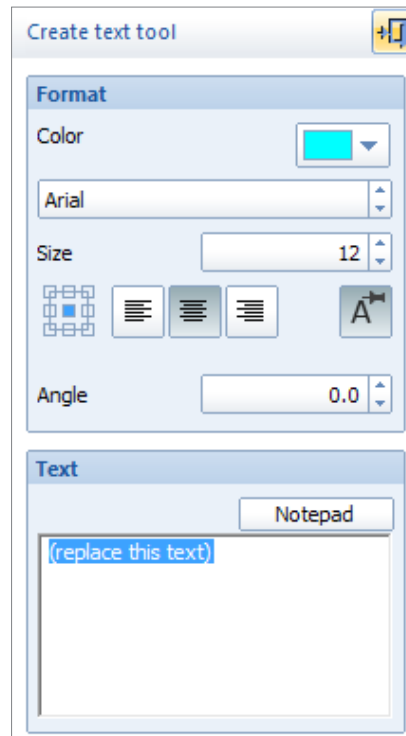 Create text tool
Format
Color
Arial
Size 12
A
Angle 0.0
Text
Notepad
(replace this text)